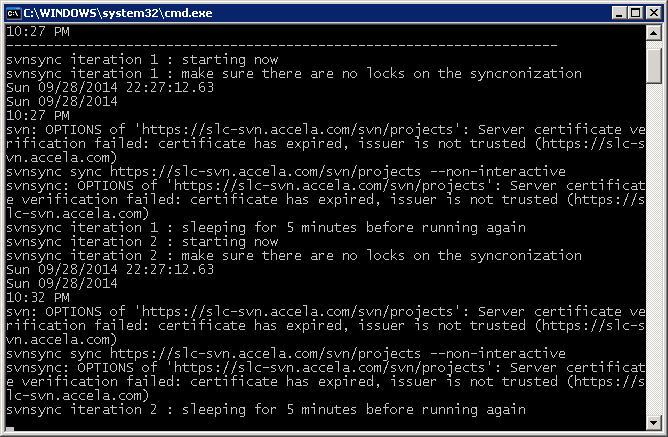 C:\WINDOWS\system32\cmd.exe
10:27 PM
---------------------------------------------------------------------
svnsync iteration 1 : starting now
svnsync iteration 1 : make sure there are no locks on the syncronization
Sun 09/28/2014 22:27:12.63
Sun 09/28/2014
10:27 PM
svn: OPTIONS of 'https://slc-svn.accela.com/svn/projects': Server certificate ve
rification failed: certificate has expired, issuer is not trusted (https://slc-s
vn.accela.com)
svnsync sync https://slc-svn.accela.com/svn/projects --non-interactive
svnsync: OPTIONS of 'https://slc-svn.accela.com/svn/projects': Server certificat
e verification failed: certificate has expired, issuer is not trusted (https://s
lc-svn.accela.com)
svnsync iteration 1 : sleeping for 5 minutes before running again
svnsync iteration 2 : starting now
svnsync iteration 2 : make sure there are no locks on the syncronization
Sun 09/28/2014 22:27:12.63
Sun 09/28/2014
10:32 PM
svn: OPTIONS of 'https://slc-svn.accela.com/svn/projects': Server certificate ve
rification failed: certificate has expired, issuer is not trusted (https://slc-s
vn.accela.com)
svnsync sync https://slc-svn.accela.com/svn/projects --non-interactive
svnsync: OPTIONS of 'https://slc-svn.accela.com/svn/projects': Server certificat
e verification failed: certificate has expired, issuer is not trusted (https://s
lc-svn.accela.com)
svnsync iteration 2 : sleeping for 5 minutes before running again